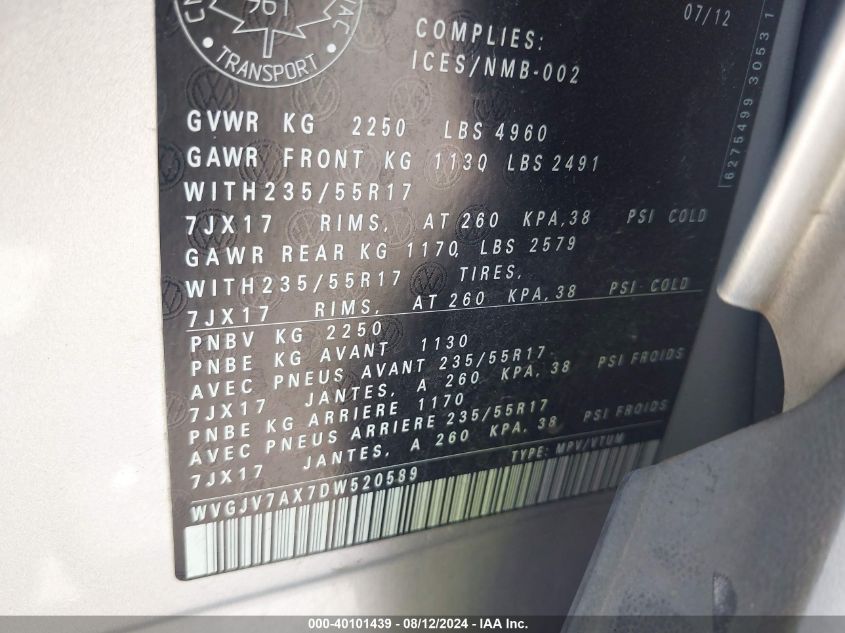 961
TRANSPORT
07/12
COMPLIES:
ICES/NMB-002
6275499 30531
GVWR KG 2250 LBS 4960
GAWR FRONT KG 1130 LBS 2491
WITH235/55R17
7JX17 RIMS, AT 260 KPA,38 PSI COLD
GAWR REAR KG 1170, LBS 2579
WITH235/55R17 TIRES,
7JX17 RIMS, AT 260 KPA,38 PSI COLD
PNBV KG 2250
PNBE KG AVANT 1130
AVEC PNEUS AVANT 235/55R17
7JX17 JANTES, A 260 KPA,38 PSI FROIDS
PNBE KG ARRIERE 1170
AVEC PNEUS ARRIERE 235/55R17
7JX17 JANTES, A 260 KPA,38 PSI FROIDS
WVGJV7AX7DW520589 TYPE: MPV/VTUM
000-40101439 - 08/12/2024 - IAA Inc.